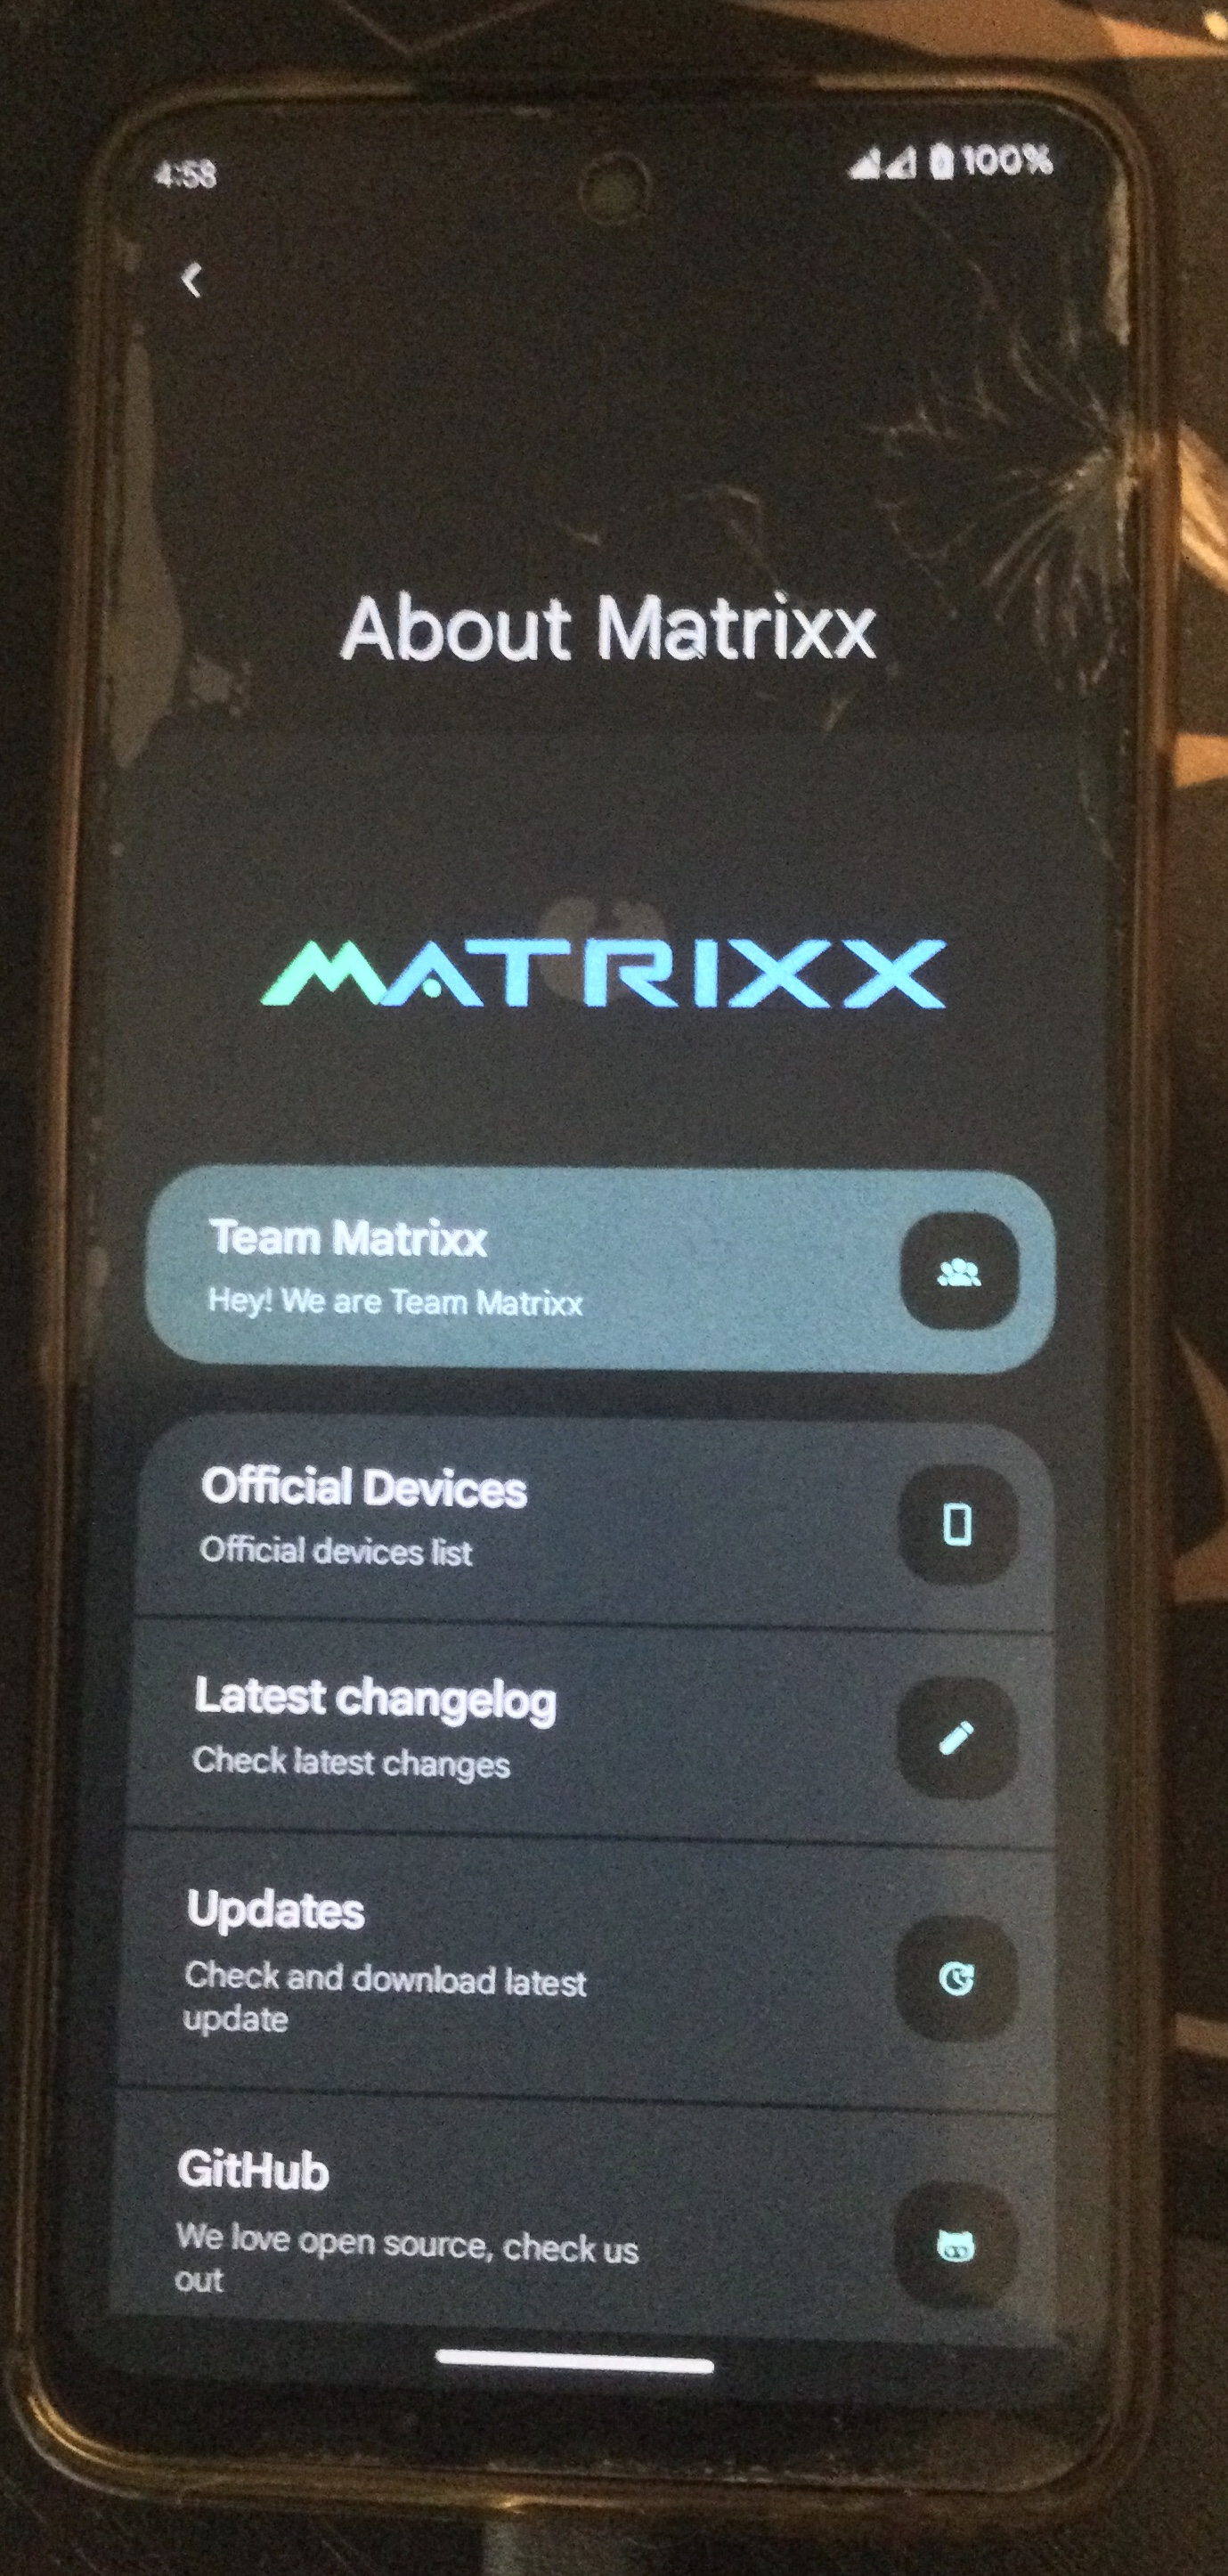 4:58
100%
About Matrixx
MATRIXX
Team Matrixx
Hey! We are Team Matrixx
Official Devices
Official devices list
Latest changelog
Check latest changes
Updates
Check and download latest
update
GitHub
We love open source, check us
out